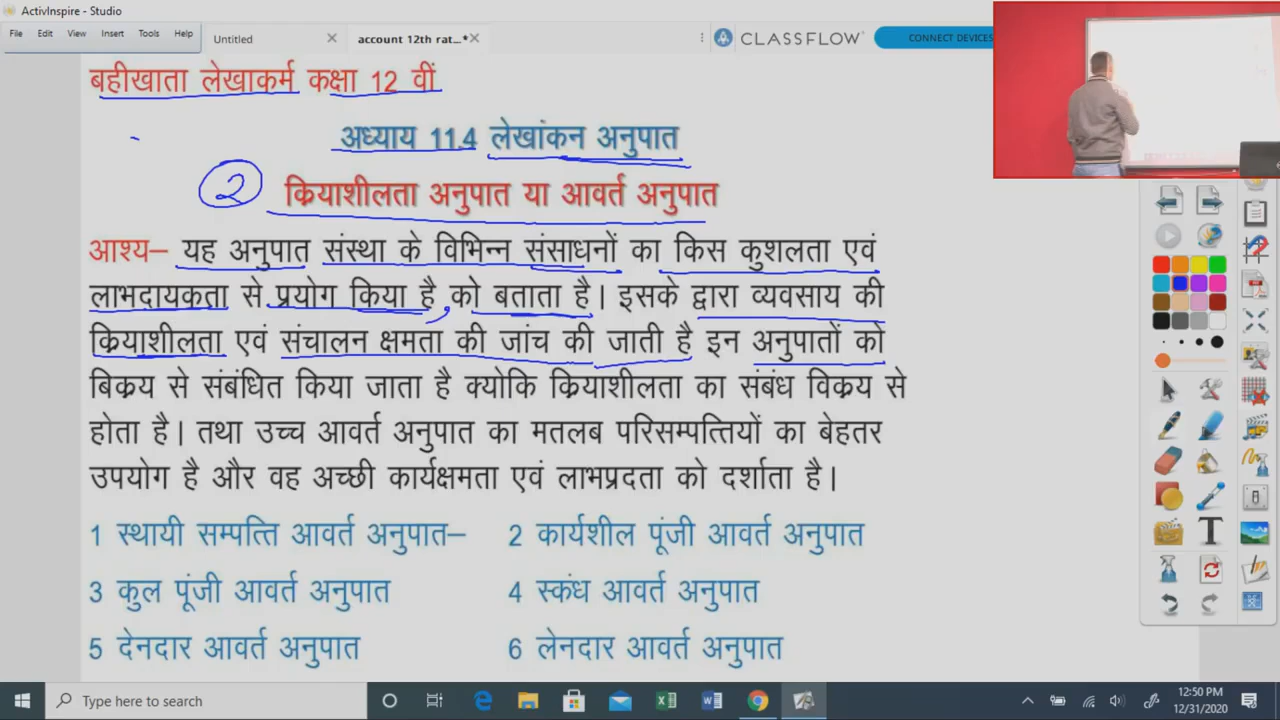 ActivInspire - Studio
File Edit View Insert Tools Help
Untitled
account 12th rat...*
CLASSFLOW
CONNECT DEVICES
बहीखाता लेखाकर्म कक्षा 12 वीं
अध्याय 11.4 लेखांकन अनुपात
2 क्रियाशीलता अनुपात या आवर्त अनुपात
आश्य– यह अनुपात संस्था के विभिन्न संसाधनों का किस कुशलता एवं
लाभदायकता से प्रयोग किया है, को बताता है। इसके द्वारा व्यवसाय की
क्रियाशीलता एवं संचालन क्षमता की जांच की जाती है इन अनुपातों को
बिक्रय से संबंधित किया जाता है क्योकि क्रियाशीलता का संबंध विक्रय से
होता है। तथा उच्च आवर्त अनुपात का मतलब परिसम्पत्तियों का बेहतर
उपयोग है और वह अच्छी कार्यक्षमता एवं लाभप्रदता को दर्शाता है।
1 स्थायी सम्पत्ति आवर्त अनुपात– 2 कार्यशील पूंजी आवर्त अनुपात
3 कुल पूंजी आवर्त अनुपात 4 स्कंध आवर्त अनुपात
5 देनदार आवर्त अनुपात 6 लेनदार आवर्त अनुपात
Type here to search
12:50 PM
12/31/2020